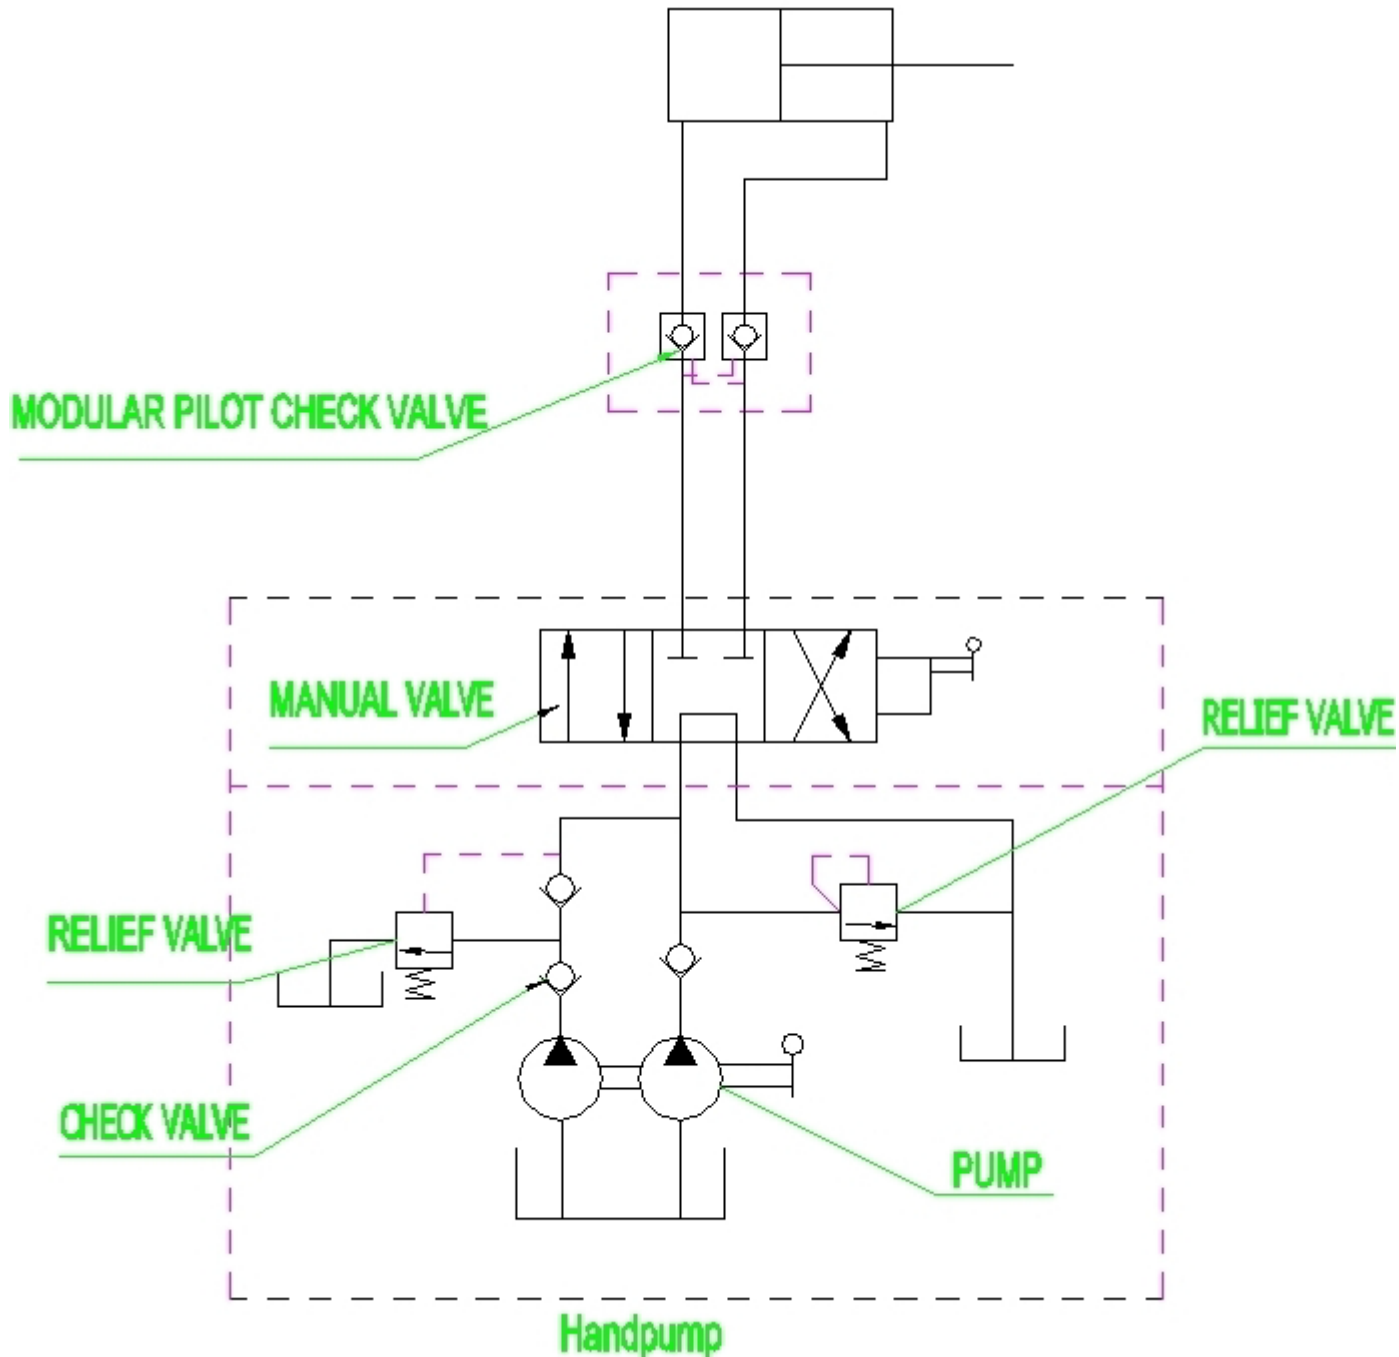 MODULAR PILOT CHECK VALVE
MANUAL VALVE
RELIEF VALVE
RELIEF VALVE
CHECK VALVE
PUMP
Handpump